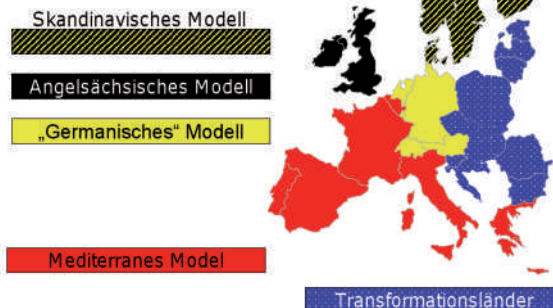 Skandinavisches Modell
Angelsächsisches Modell
„Germanisches“ Modell
Mediterranes Model
Transformationsländer